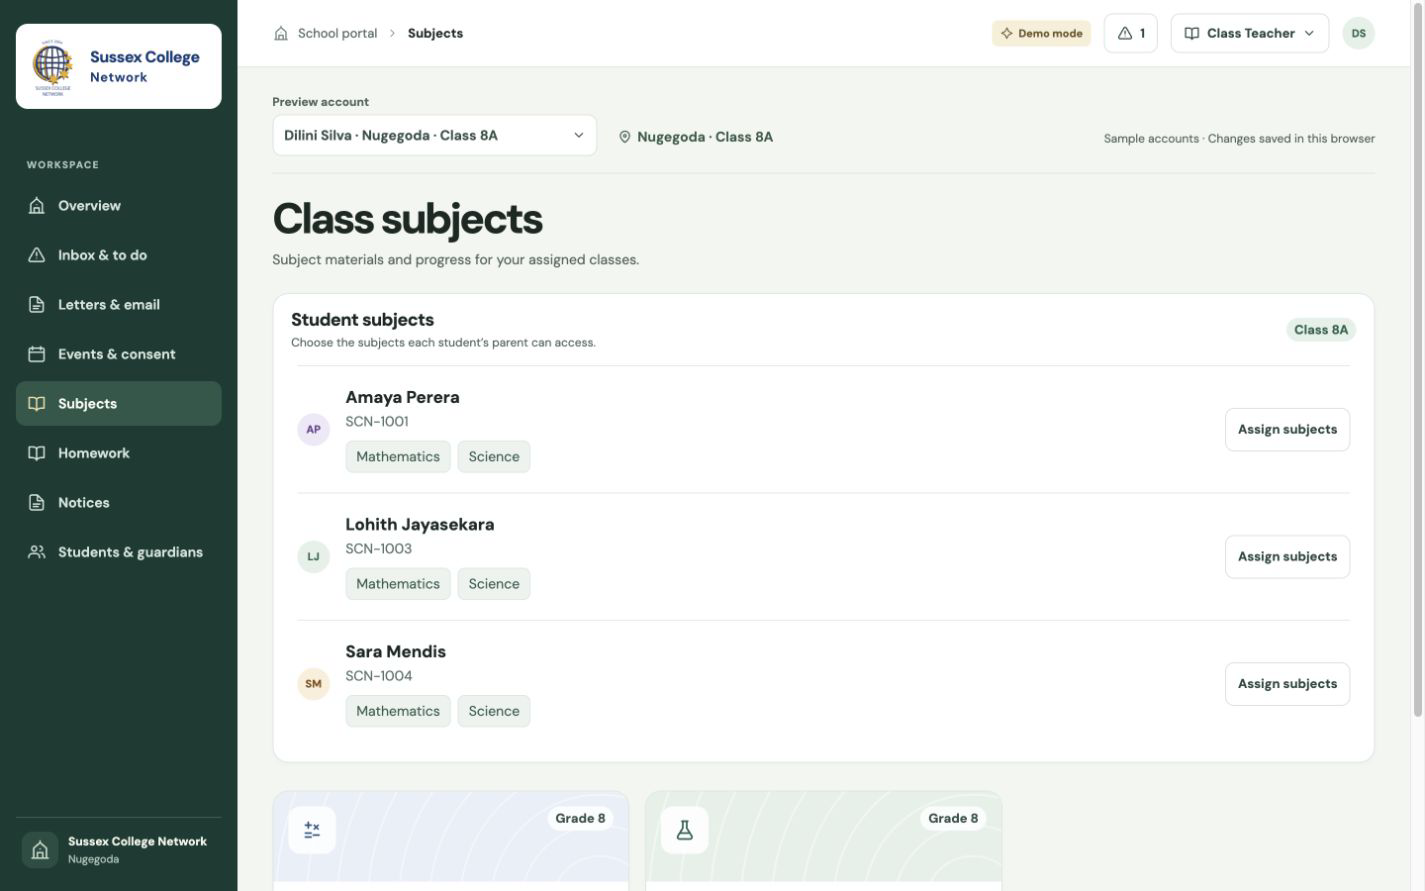 Sussex College
Network
WORKSPACE
Overview
Inbox & to do
Letters & email
Events & consent
Subjects
Homework
Notices
Students & guardians
Sussex College Network
Nugegoda
School portal
Subjects
Demo mode
1
Class Teacher
DS
Preview account
Dilini Silva · Nugegoda · Class 8A
Nugegoda · Class 8A
Sample accounts · Changes saved in this browser
Class subjects
Subject materials and progress for your assigned classes.
Student subjects
Choose the subjects each student’s parent can access.
Class 8A
AP
Amaya Perera
SCN-1001
Mathematics Science
Assign subjects
LJ
Lohith Jayasekara
SCN-1003
Mathematics Science
Assign subjects
SM
Sara Mendis
SCN-1004
Mathematics Science
Assign subjects
Grade 8
Grade 8